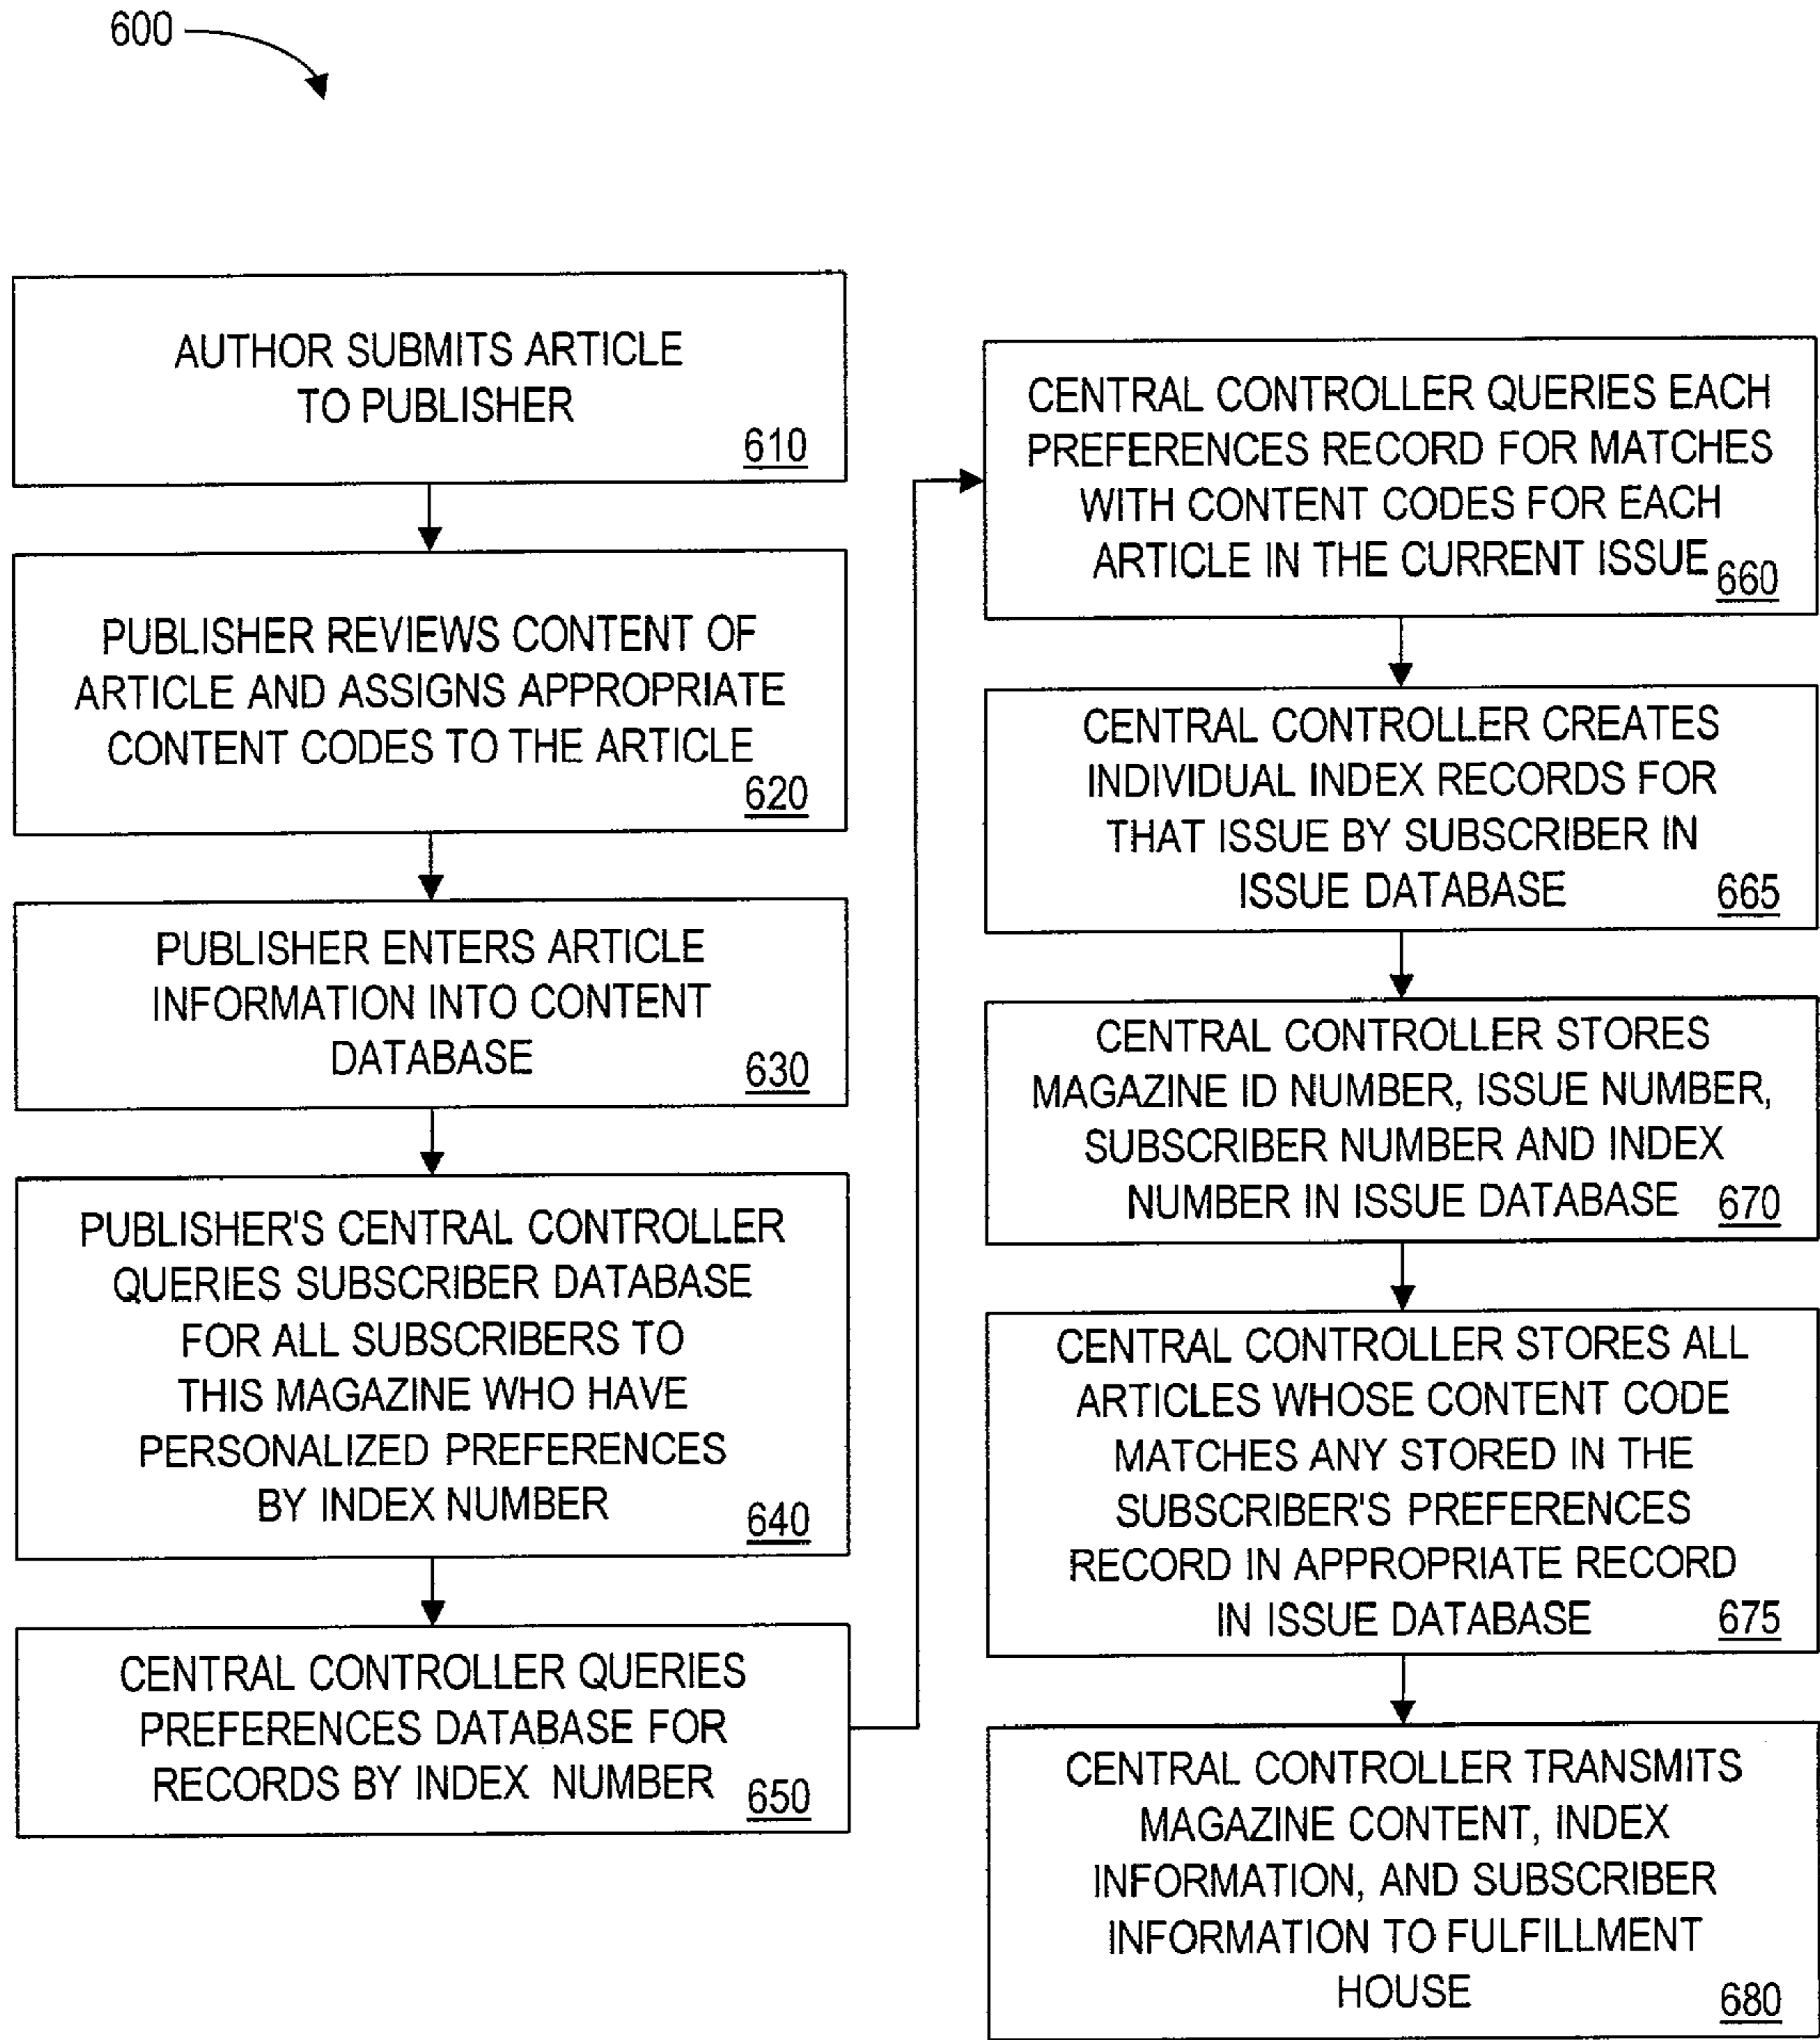 600
AUTHOR SUBMITS ARTICLE
TO PUBLISHER
610
PUBLISHER REVIEWS CONTENT OF
ARTICLE AND ASSIGNS APPROPRIATE
CONTENT CODES TO THE ARTICLE
620
PUBLISHER ENTERS ARTICLE
INFORMATION INTO CONTENT
DATABASE
630
PUBLISHER'S CENTRAL CONTROLLER
QUERIES SUBSCRIBER DATABASE
FOR ALL SUBSCRIBERS TO
THIS MAGAZINE WHO HAVE
PERSONALIZED PREFERENCES
BY INDEX NUMBER
640
CENTRAL CONTROLLER QUERIES
PREFERENCES DATABASE FOR
RECORDS BY INDEX NUMBER
650
CENTRAL CONTROLLER QUERIES EACH
PREFERENCES RECORD FOR MATCHES
WITH CONTENT CODES FOR EACH
ARTICLE IN THE CURRENT ISSUE
660
CENTRAL CONTROLLER CREATES
INDIVIDUAL INDEX RECORDS FOR
THAT ISSUE BY SUBSCRIBER IN
ISSUE DATABASE
665
CENTRAL CONTROLLER STORES
MAGAZINE ID NUMBER, ISSUE NUMBER,
SUBSCRIBER NUMBER AND INDEX
NUMBER IN ISSUE DATABASE
670
CENTRAL CONTROLLER STORES ALL
ARTICLES WHOSE CONTENT CODE
MATCHES ANY STORED IN THE
SUBSCRIBER'S PREFERENCES
RECORD IN APPROPRIATE RECORD
IN ISSUE DATABASE
675
CENTRAL CONTROLLER TRANSMITS
MAGAZINE CONTENT, INDEX
INFORMATION, AND SUBSCRIBER
INFORMATION TO FULFILLMENT
HOUSE
680